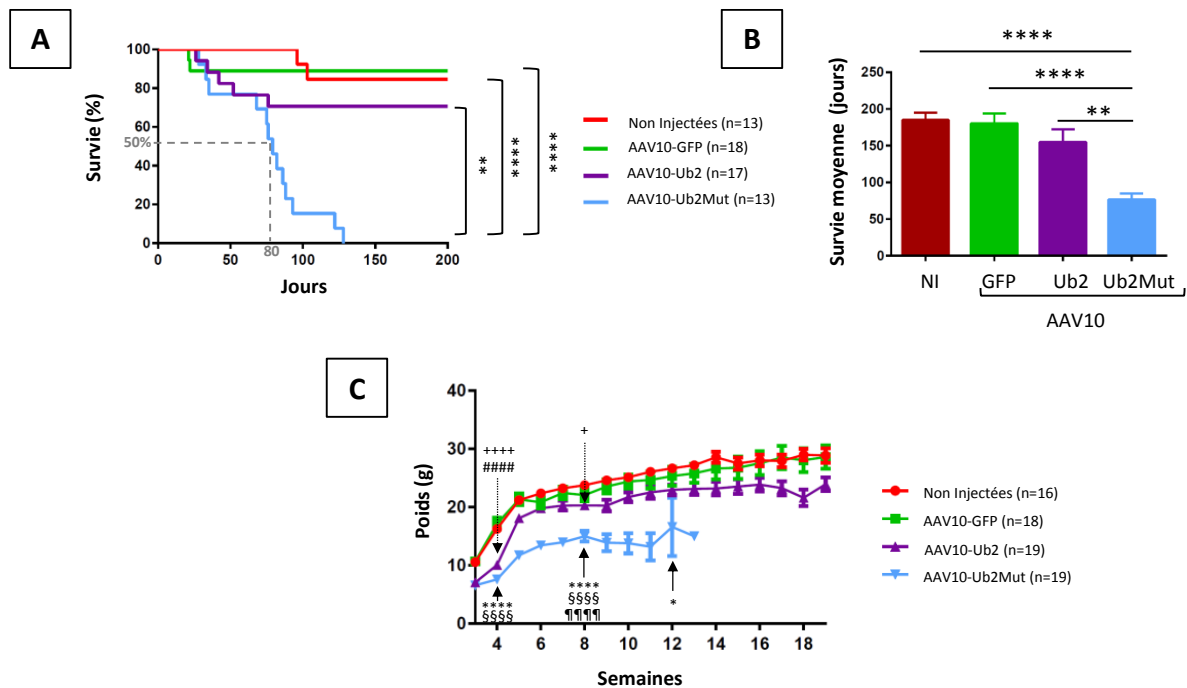 A
Survie (%)
100
80
60
50%
40
20
0
0
50
80
100
150
200
Jours
**
****
****
Non Injectées (n=13)
AAV10-GFP (n=18)
AAV10-Ub2 (n=17)
AAV10-Ub2Mut (n=13)
B
Survie moyenne (jours)
250
200
150
100
50
0
****
****
**
NI
GFP
Ub2
Ub2Mut
AAV10
C
Poids (g)
40
30
20
10
0
++++
####
+
****
§§§§
****
§§§§
¶¶¶¶
*
4
6
8
10
12
14
16
18
Semaines
Non Injectées (n=16)
AAV10-GFP (n=18)
AAV10-Ub2 (n=19)
AAV10-Ub2Mut (n=19)